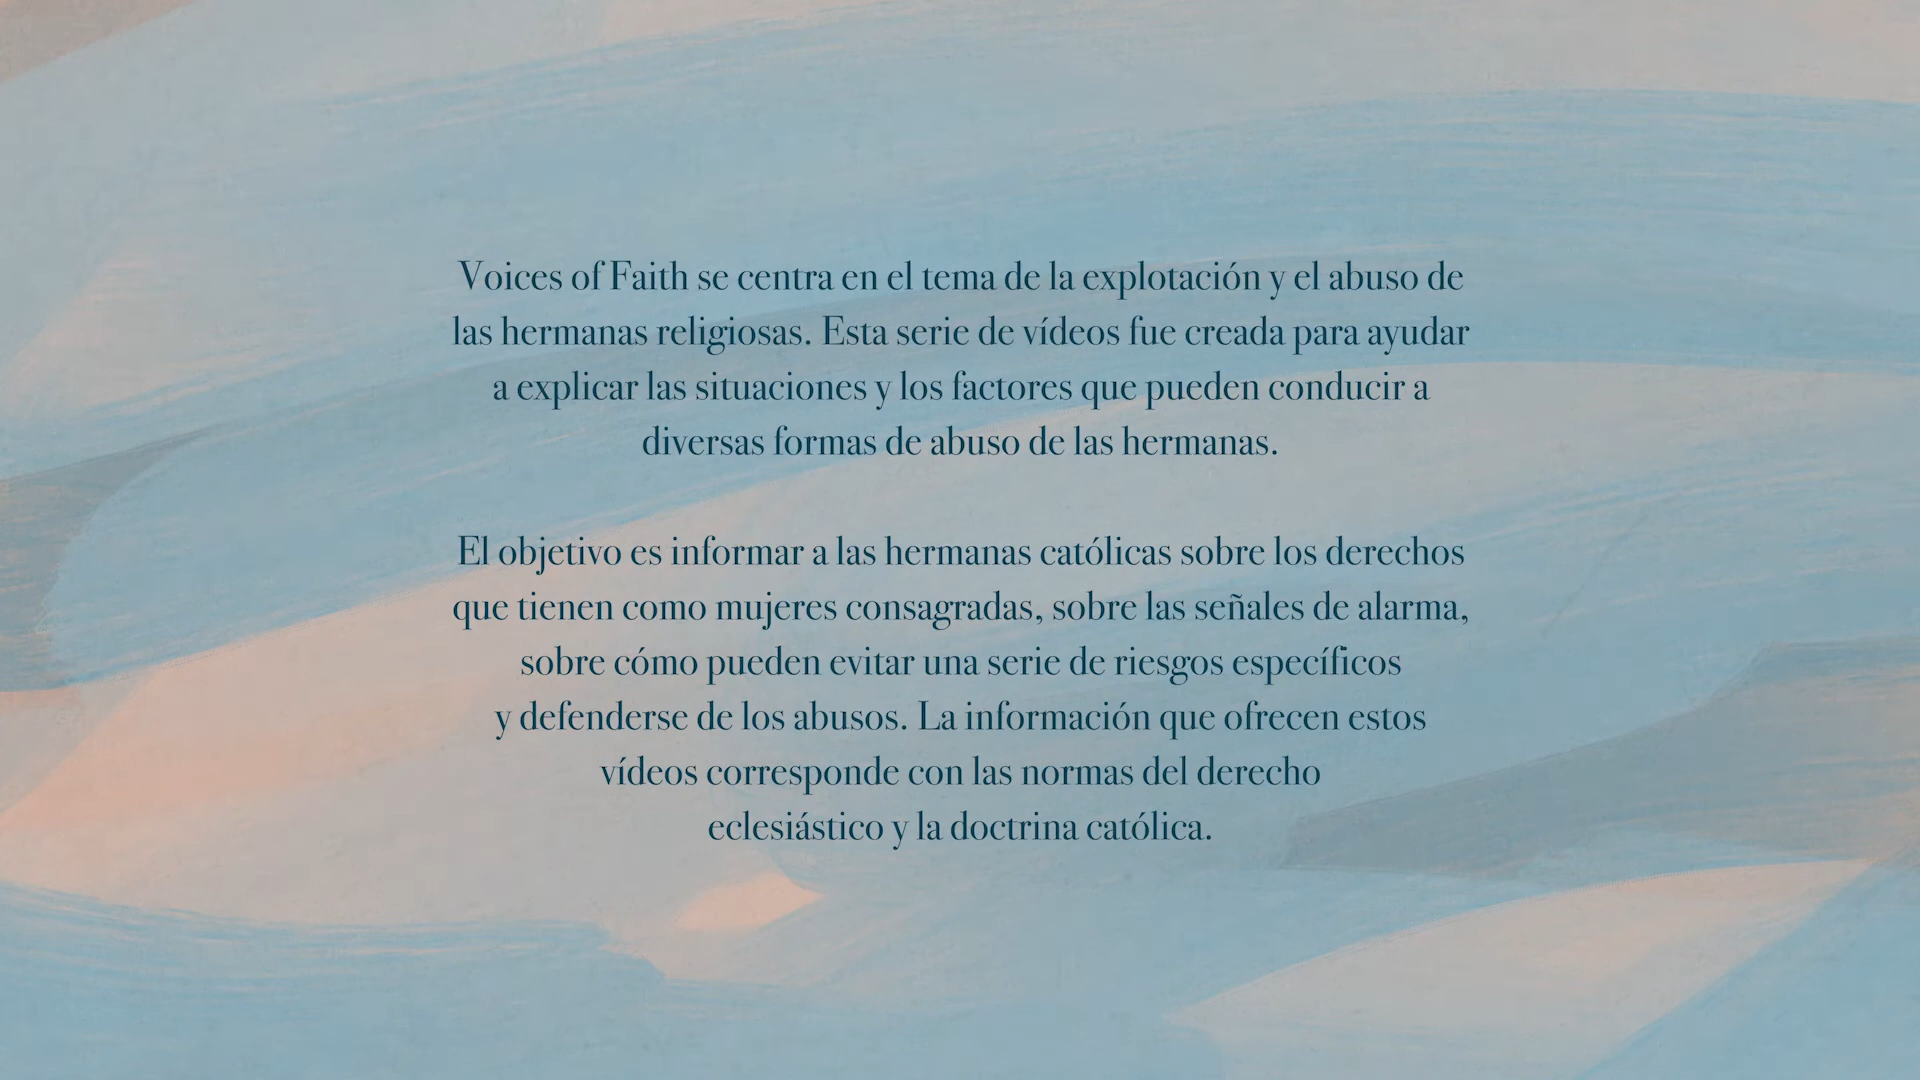 Voices of Faith se centra en el tema de la explotación y el abuso de
las hermanas religiosas. Esta serie de vídeos fue creada para ayudar
a explicar las situaciones y los factores que pueden conducir a
diversas formas de abuso de las hermanas.
El objetivo es informar a las hermanas católicas sobre los derechos
que tienen como mujeres consagradas, sobre las señales de alarma,
sobre cómo pueden evitar una serie de riesgos específicos
y defenderse de los abusos. La información que ofrecen estos
vídeos corresponde con las normas del derecho
eclesiástico y la doctrina católica.